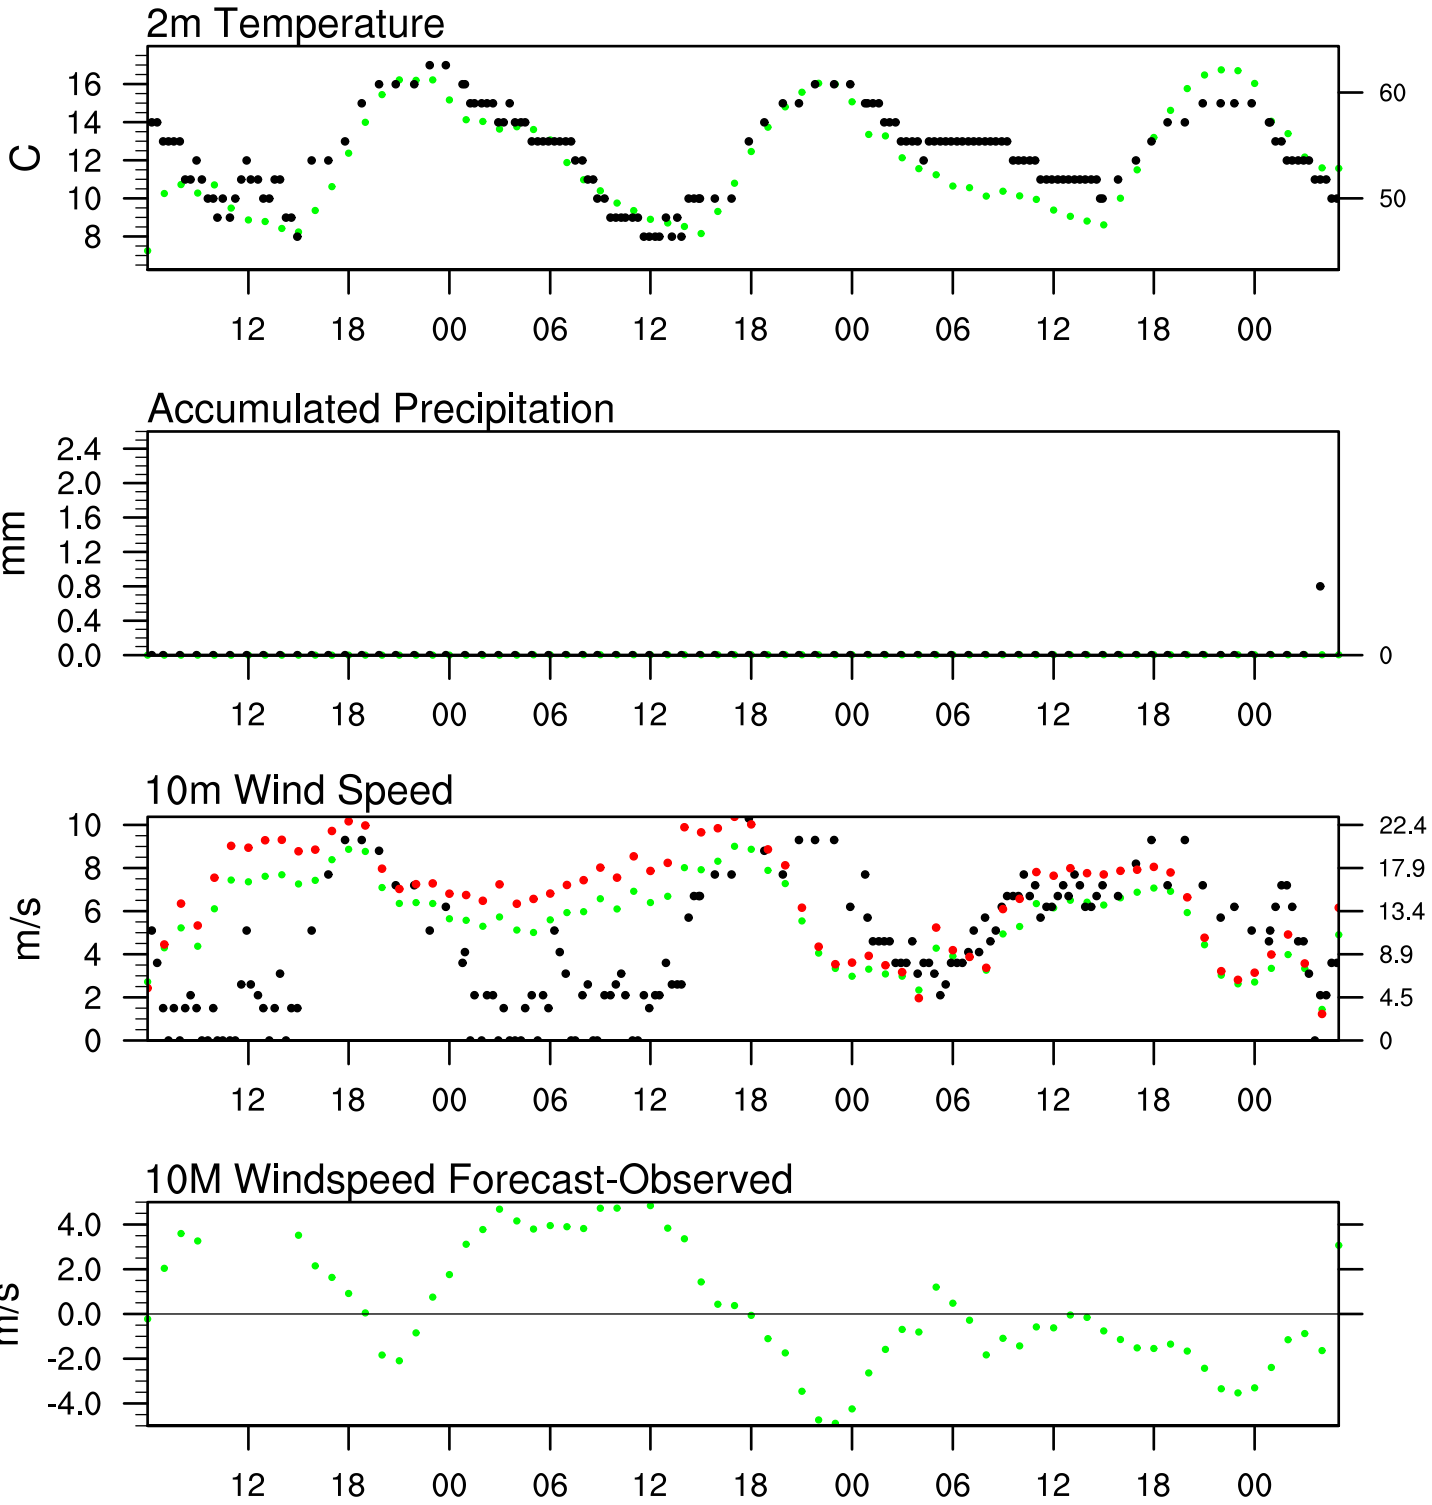 2m Temperature
16
14
12
10
8
C
60
50
12 18 00 06 12 18 00 06 12 18 00
Accumulated Precipitation
2.4
2.0
1.6
1.2
0.8
0.4
0.0
mm
0
12 18 00 06 12 18 00 06 12 18 00
10m Wind Speed
10
8
6
4
2
0
m/s
22.4
17.9
13.4
8.9
4.5
0
12 18 00 06 12 18 00 06 12 18 00
10M Windspeed Forecast-Observed
4.0
2.0
0.0
-2.0
-4.0
m/s
12 18 00 06 12 18 00 06 12 18 00